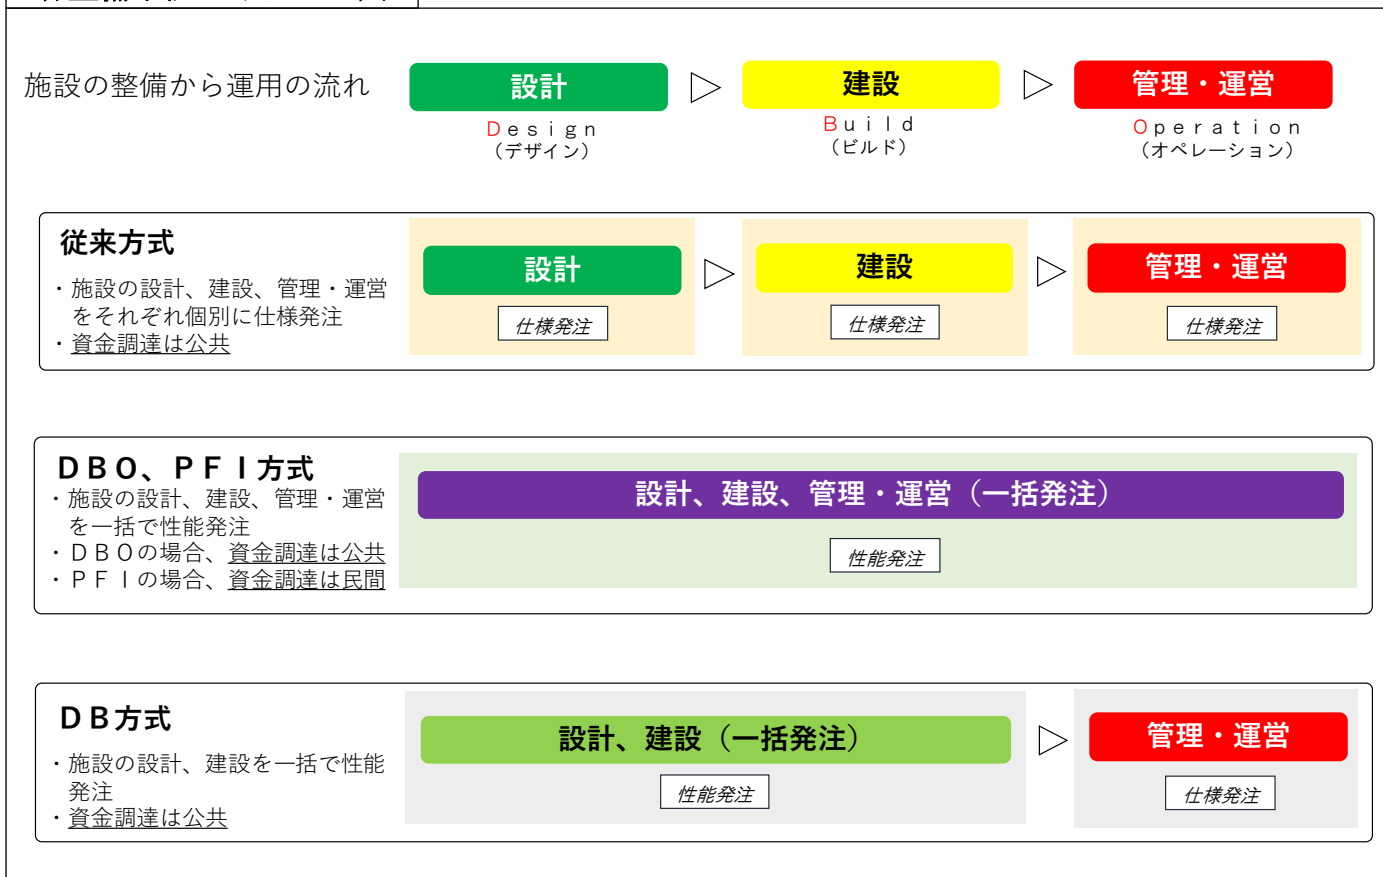 施設の整備から運用の流れ
設計
建設
管理・運営
Ｄｅｓｉｇｎ
（デザイン）
Ｂｕｉｌｄ
（ビルド）
Ｏｐｅｒａｔｉｏｎ
（オペレーション）
従来方式
・施設の設計、建設、管理・運営
をそれぞれ個別に仕様発注
・資金調達は公共
設計
仕様発注
建設
仕様発注
管理・運営
仕様発注
ＤＢＯ、ＰＦＩ方式
・施設の設計、建設、管理・運営
を一括で性能発注
・ＤＢＯの場合、資金調達は公共
・ＰＦＩの場合、資金調達は民間
設計、建設、管理・運営（一括発注）
性能発注
ＤＢ方式
・施設の設計、建設を一括で性能
発注
・資金調達は公共
設計、建設（一括発注）
性能発注
管理・運営
仕様発注